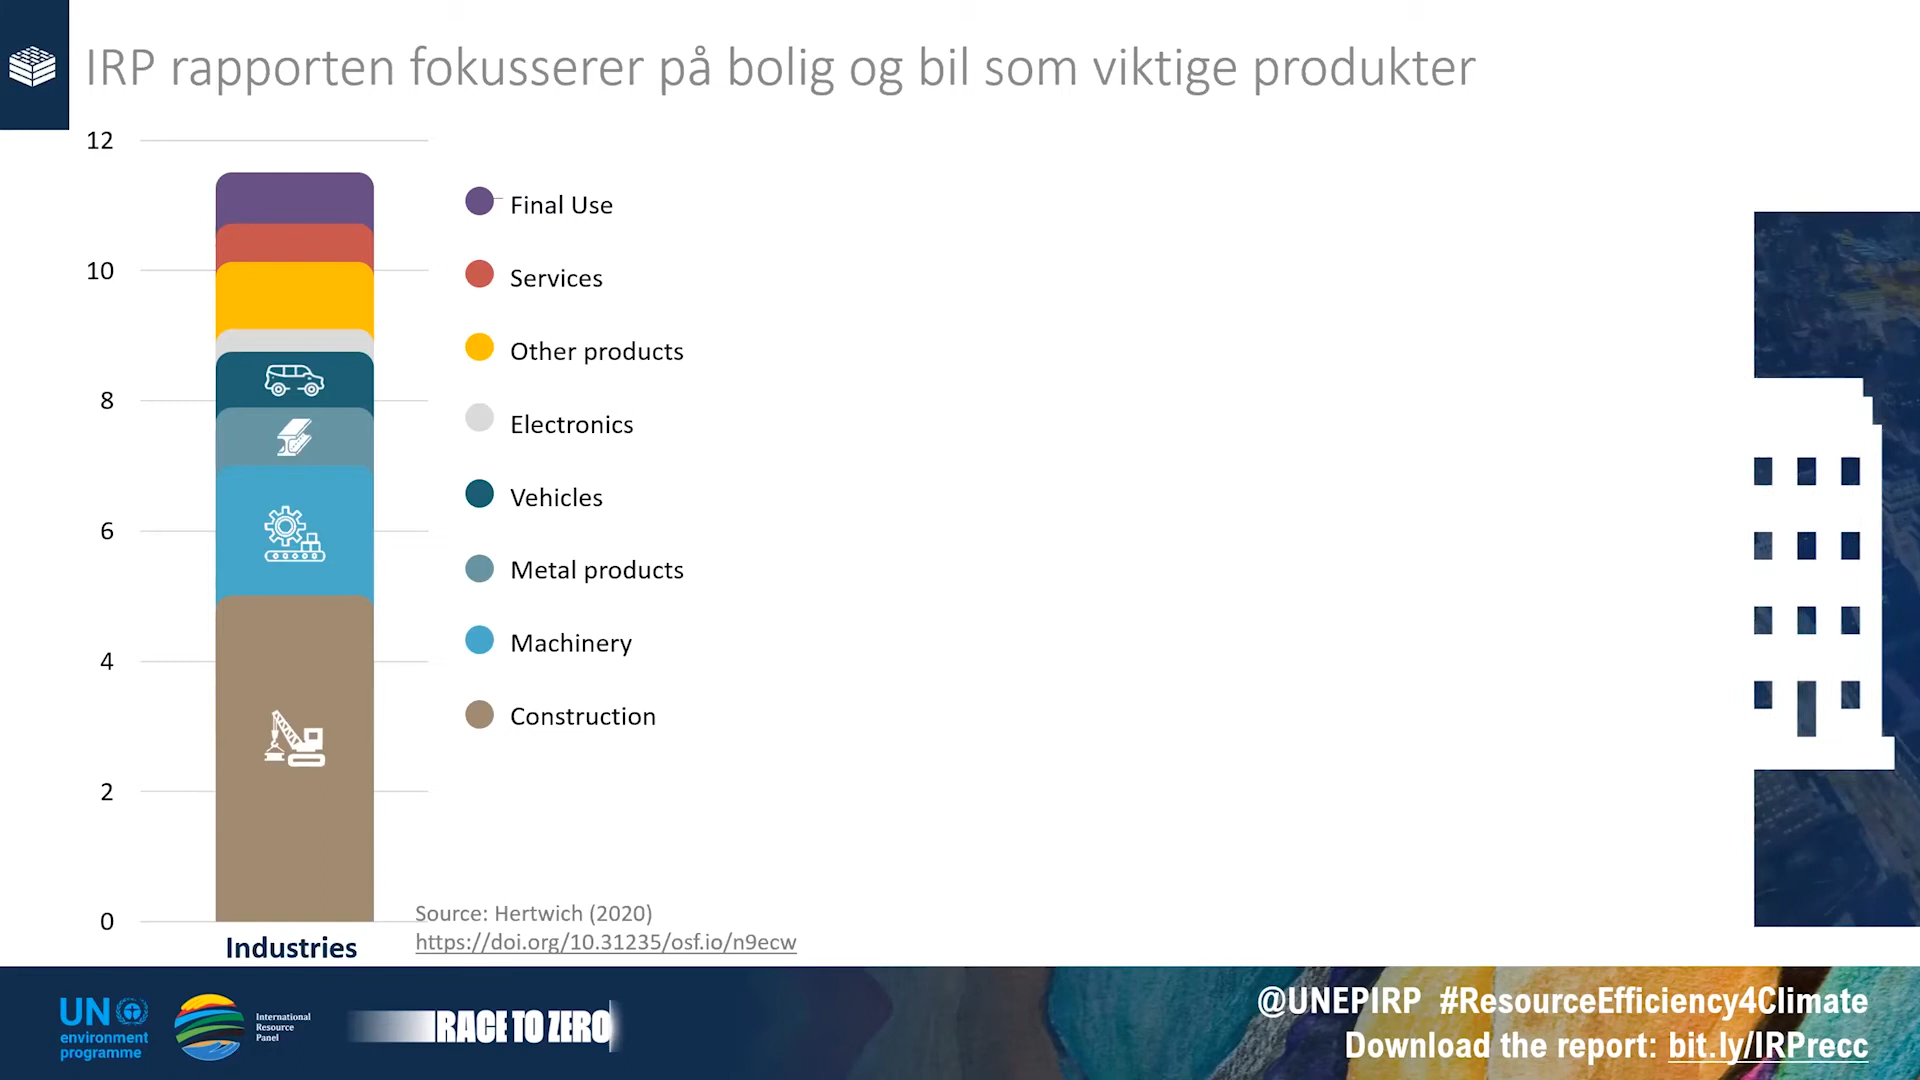 IRP rapporten fokusserer på bolig og bil som viktige produkter
12
10
8
6
4
2
0
Industries
Final Use
Services
Other products
Electronics
Vehicles
Metal products
Machinery
Construction
Source: Hertwich (2020)
https://doi.org/10.31235/osf.io/n9ecw
UN
environment
programme
International
Resource
Panel
RACE TO ZERO
@UNEPIRP #ResourceEfficiency4Climate
Download the report: bit.ly/IRPrecc